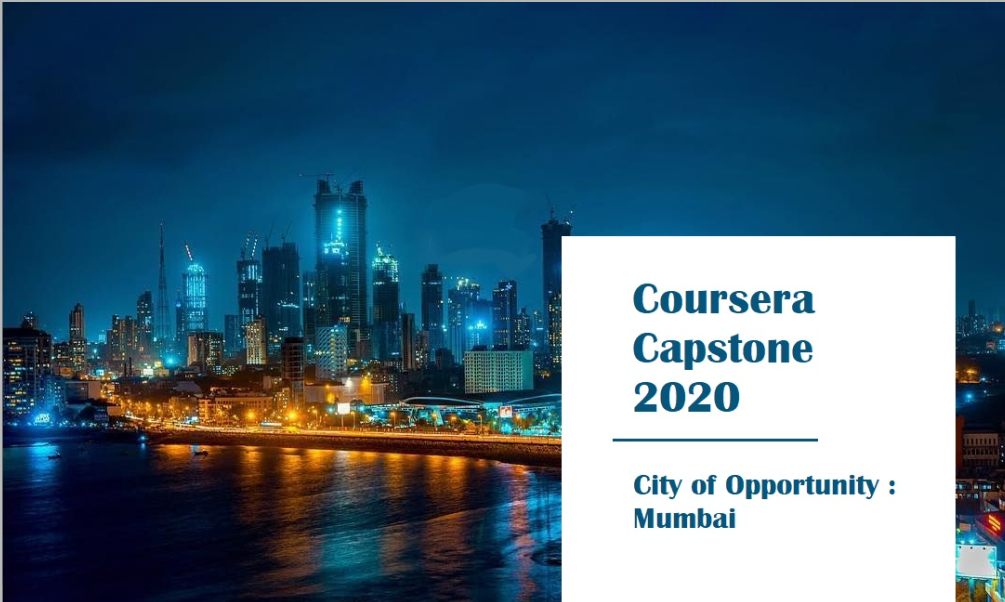 Coursera
Capstone
2020
City of Opportunity :
Mumbai